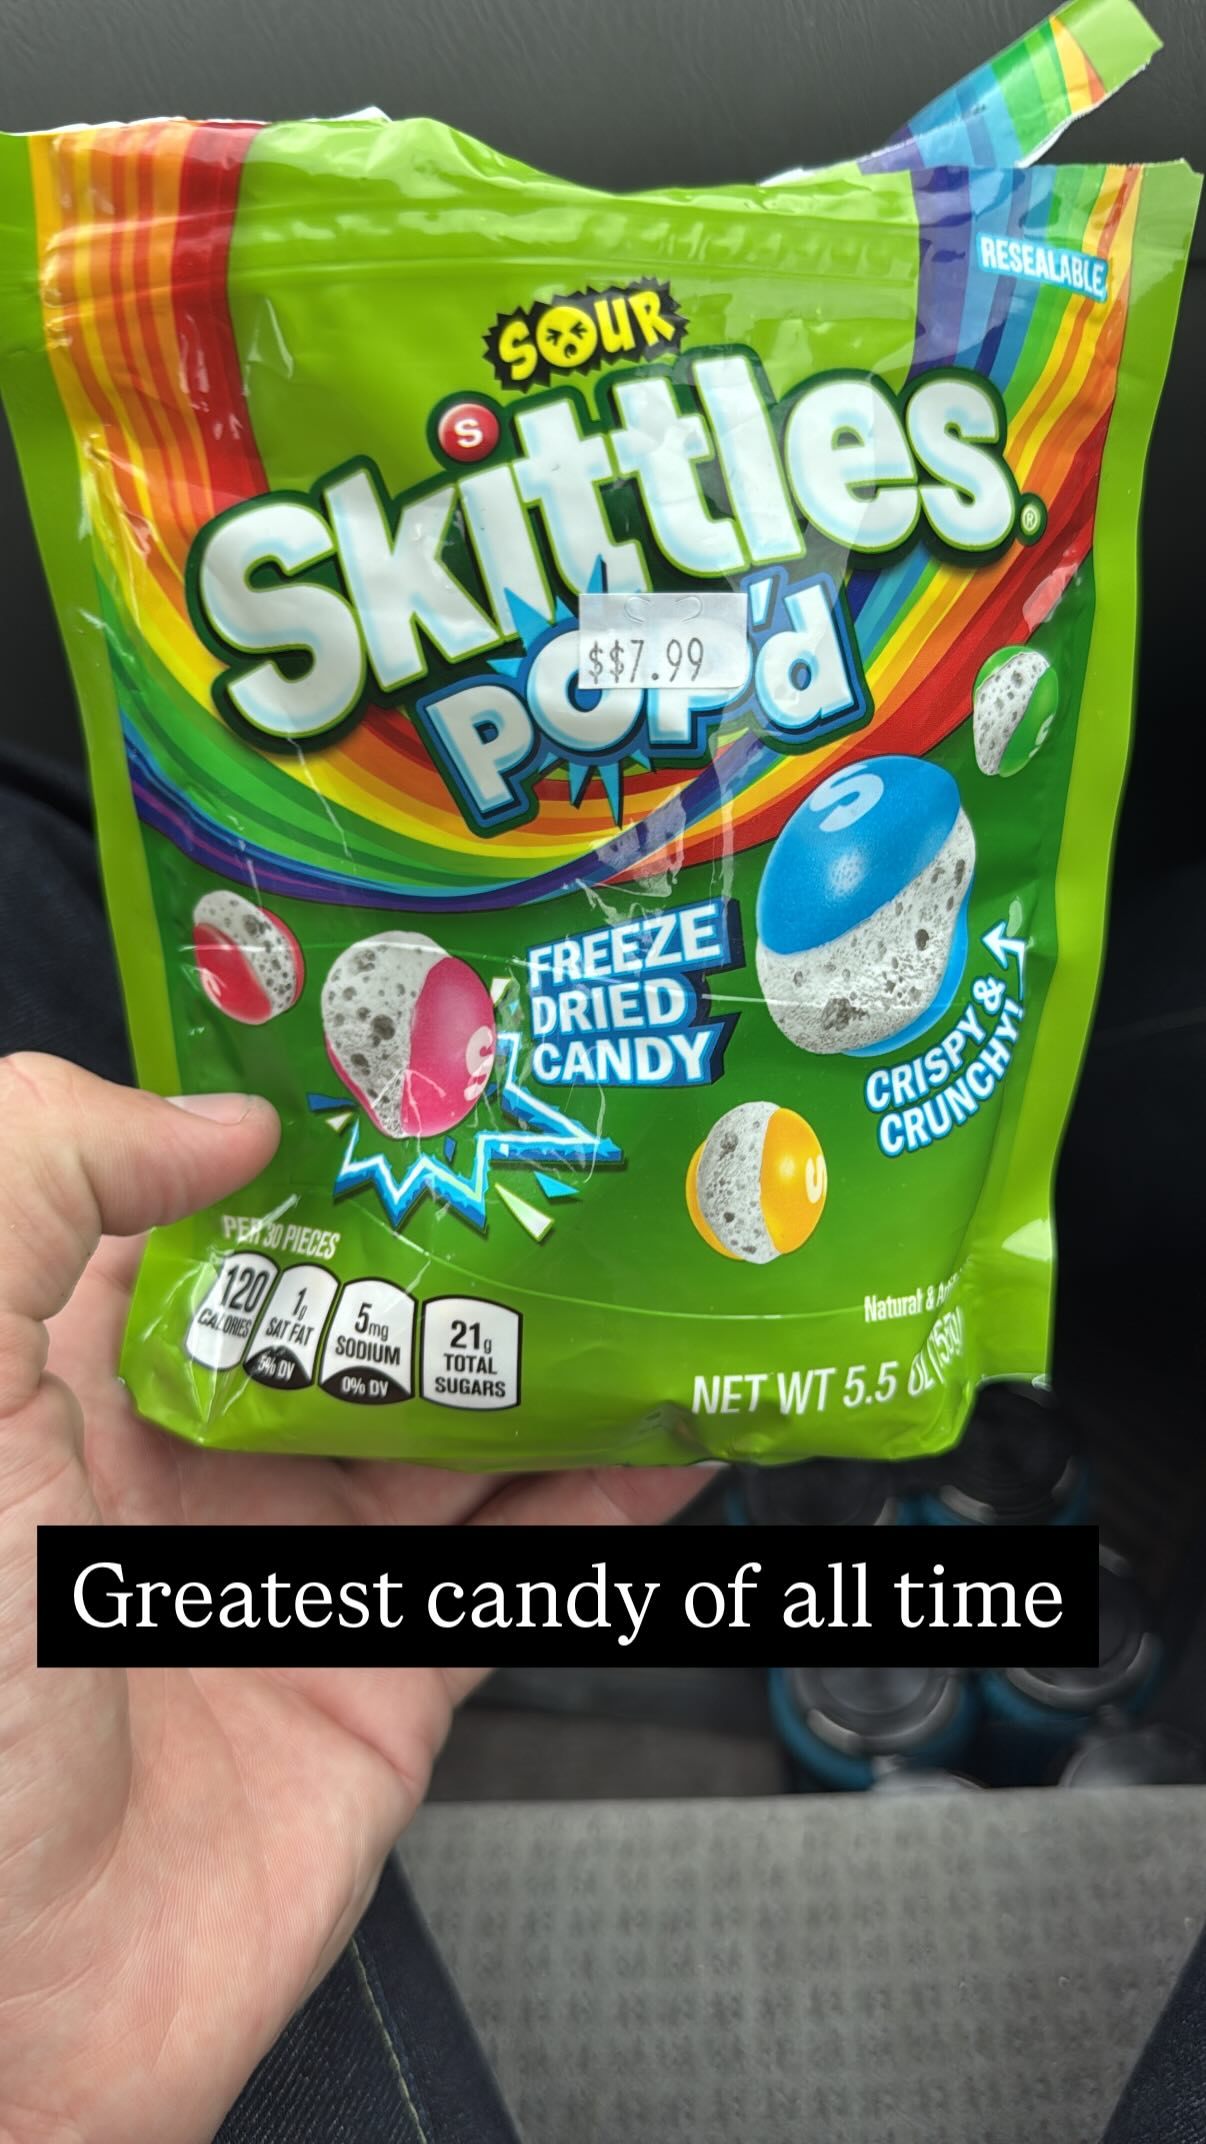 RESEALABLE
SOUR
Skittles®
POP'd
$$7.99
FREEZE
DRIED
CANDY
CRISPY &
CRUNCHY!
PER 30 PIECES
120
CALORIES
1g
SAT FAT
5% DV
5mg
SODIUM
0% DV
21g
TOTAL
SUGARS
Natural &
NET WT 5.5 OZ
Greatest candy of all time